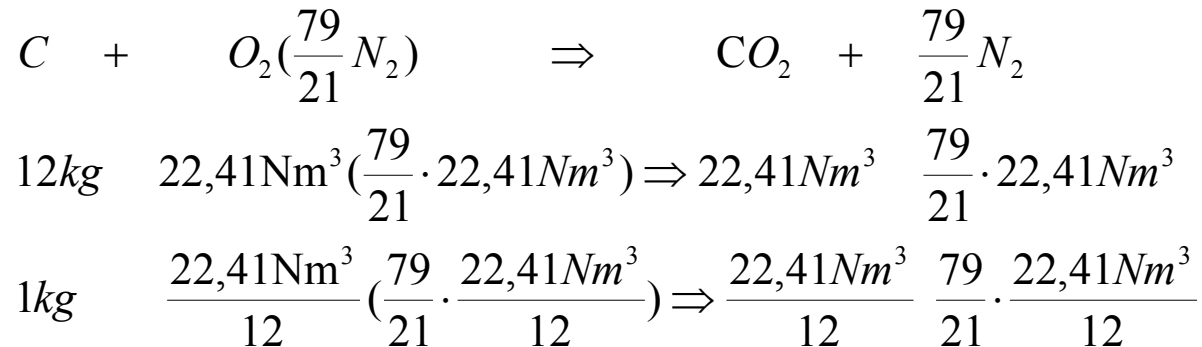 C + O₂(79/21 N₂) ⇒ CO₂ + 79/21 N₂
12kg 22,41Nm³(79/21 · 22,41Nm³) ⇒ 22,41Nm³ 79/21 · 22,41Nm³
1kg 22,41Nm³/12 (79/21 · 22,41Nm³/12) ⇒ 22,41Nm³/12 79/21 · 22,41Nm³/12